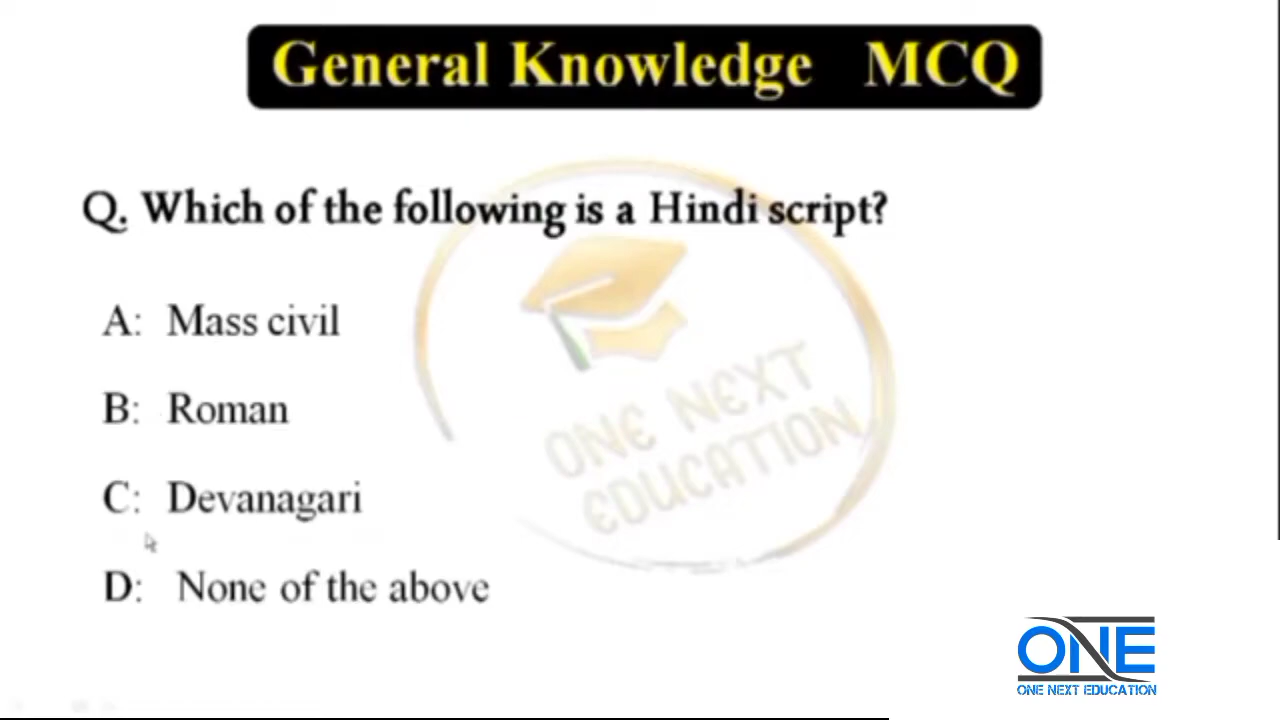 General Knowledge MCQ
Q. Which of the following is a Hindi script?
A: Mass civil
B: Roman
C: Devanagari
D: None of the above
ONE NEXT
EDUCATION
ONE
ONE NEXT EDUCATION